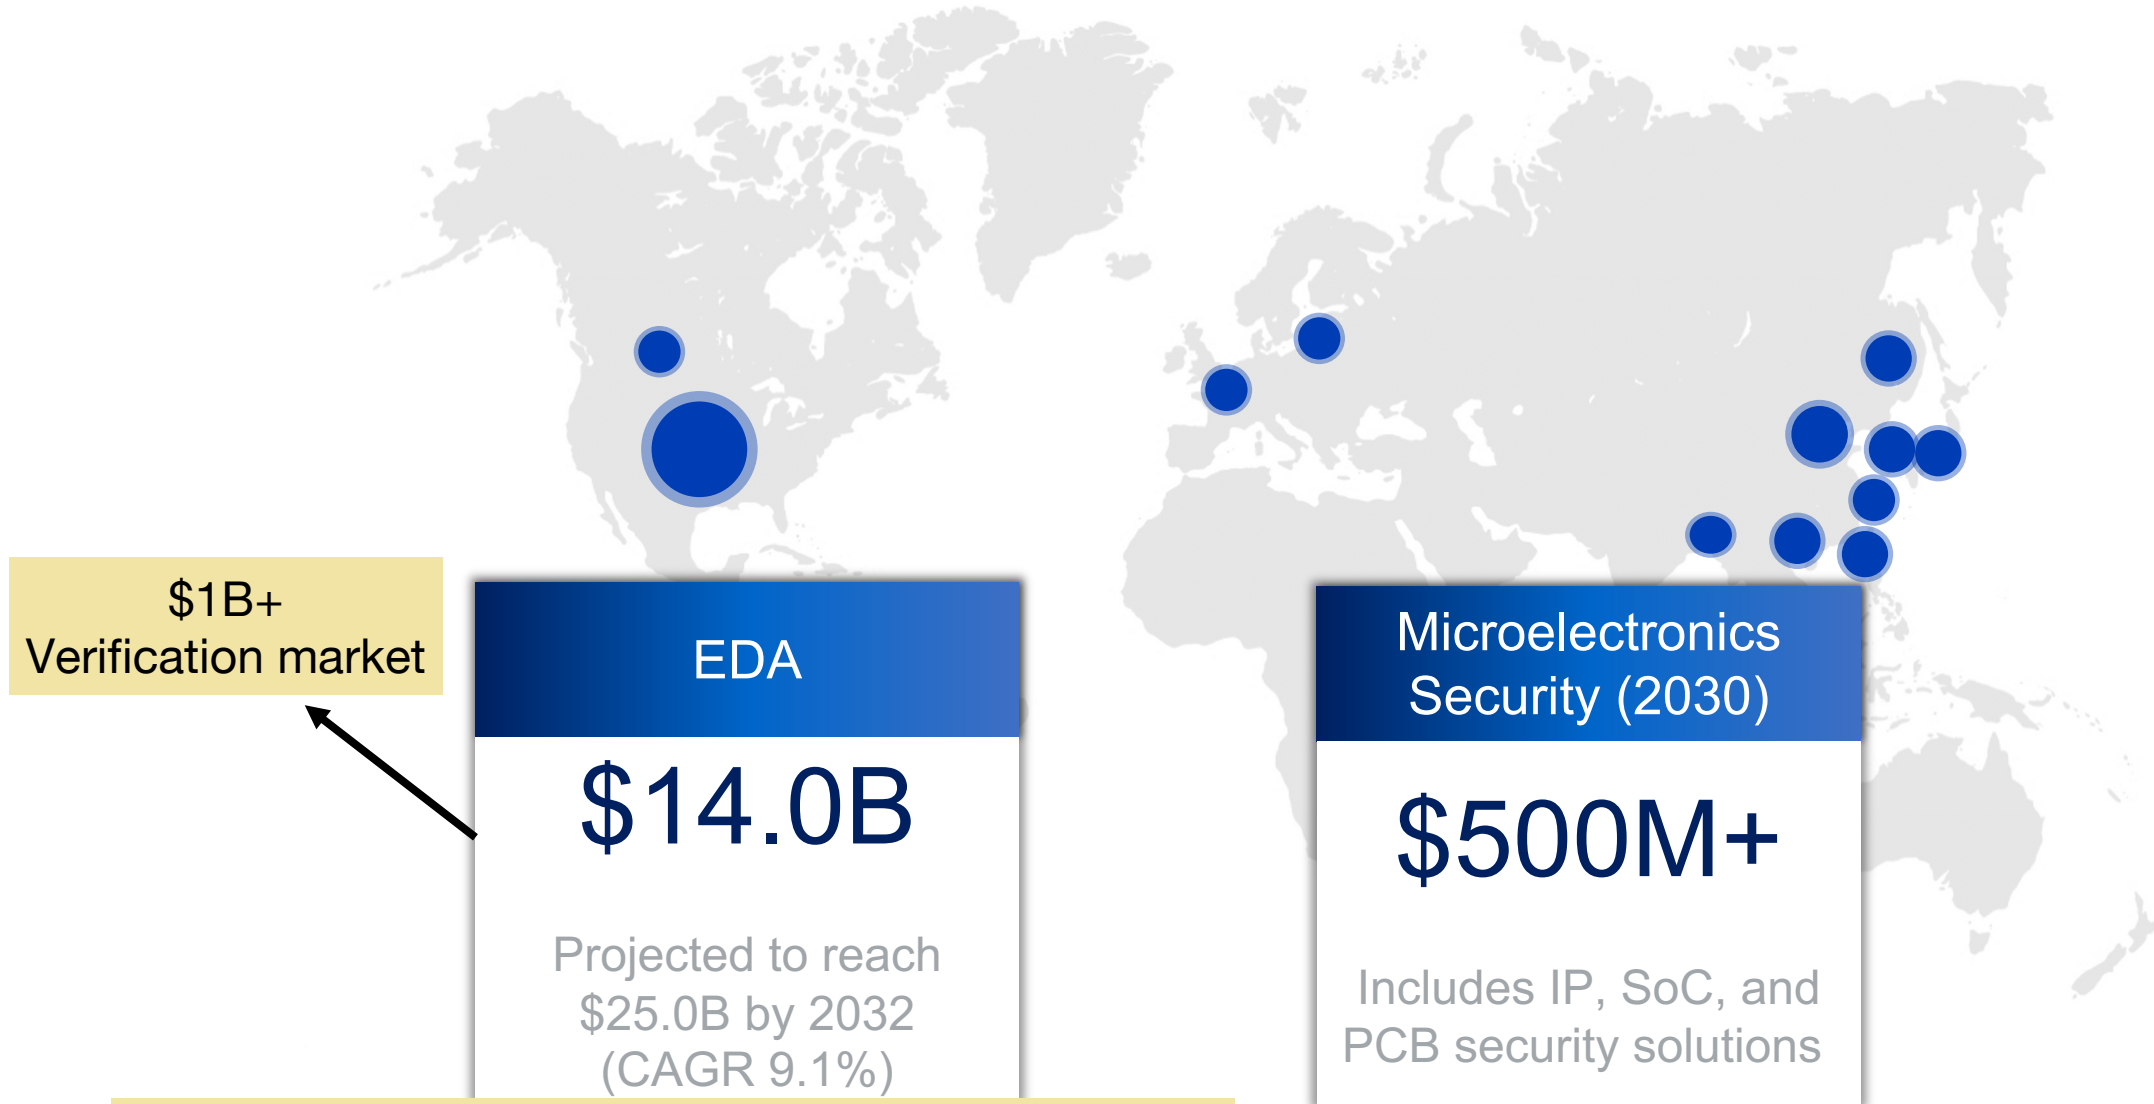 $1B+
Verification market
EDA
$14.0B
Projected to reach
$25.0B by 2032
(CAGR 9.1%)
Microelectronics
Security (2030)
$500M+
Includes IP, SoC, and
PCB security solutions